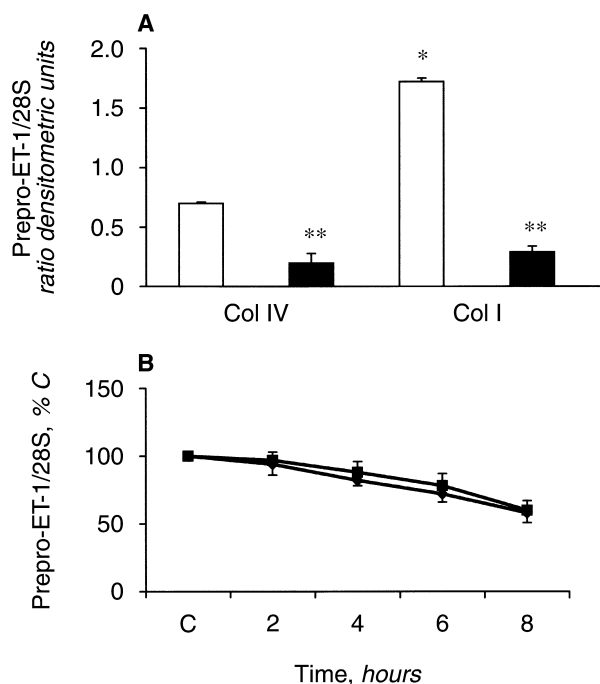 A
Prepro-ET-1/28S
ratio densitometric units
2.0
1.5
1.0
0.5
0
*
**
**
Col IV
Col I
B
Prepro-ET-1/28S, % C
150
100
50
0
C
2
4
6
8
Time, hours